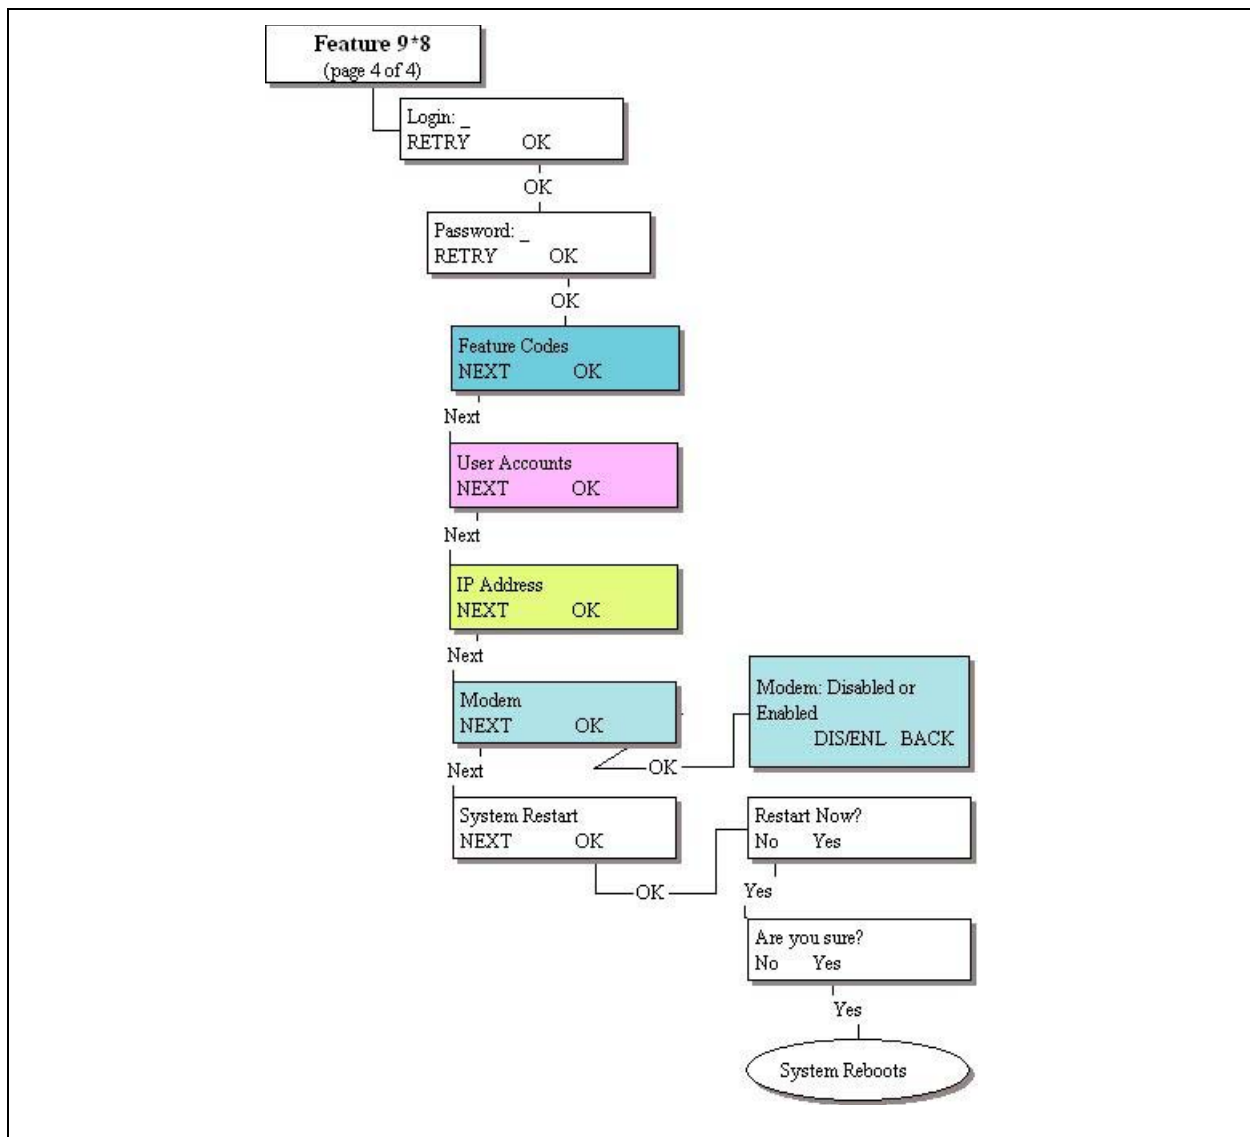 Feature 9*8
(page 4 of 4)
Login: _
RETRY OK
OK
Password: _
RETRY OK
OK
Feature Codes
NEXT OK
Next
User Accounts
NEXT OK
Next
IP Address
NEXT OK
Next
Modem
NEXT OK
Modem: Disabled or
Enabled
DIS/ENL BACK
OK
Next
System Restart
NEXT OK
Restart Now?
No Yes
OK
Yes
Are you sure?
No Yes
Yes
System Reboots